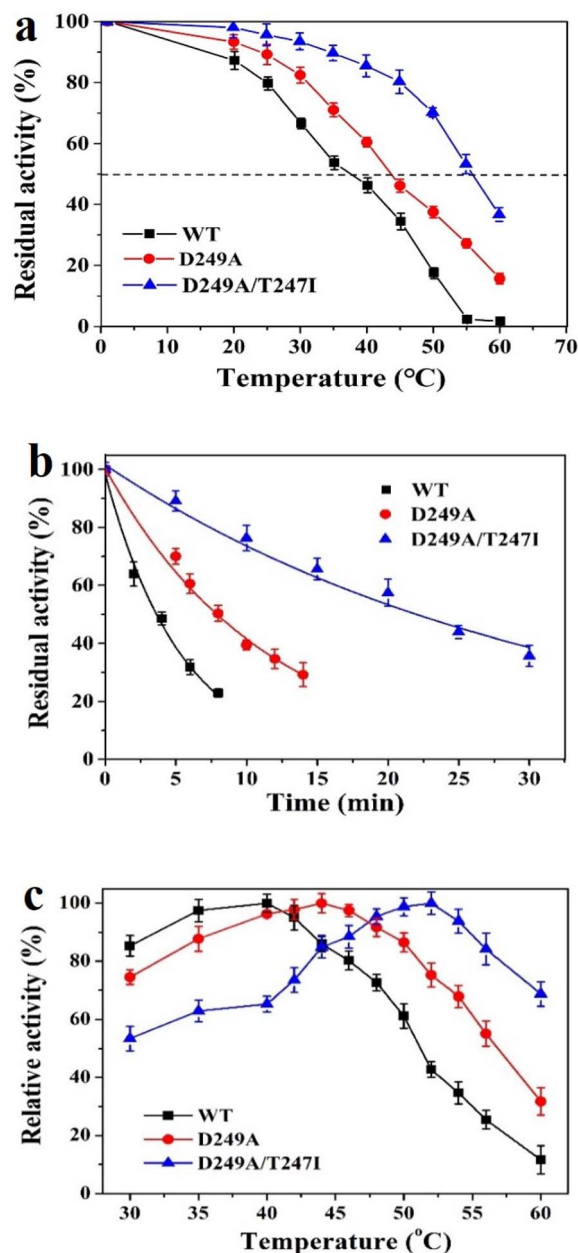 a
Residual activity (%)
100
80
60
40
20
0
WT
D249A
D249A/T247I
0 10 20 30 40 50 60 70
Temperature (°C)
b
Residual activity (%)
100
80
60
40
20
0
WT
D249A
D249A/T247I
0 5 10 15 20 25 30
Time (min)
c
Relative activity (%)
100
80
60
40
20
0
WT
D249A
D249A/T247I
30 35 40 45 50 55 60
Temperature (°C)